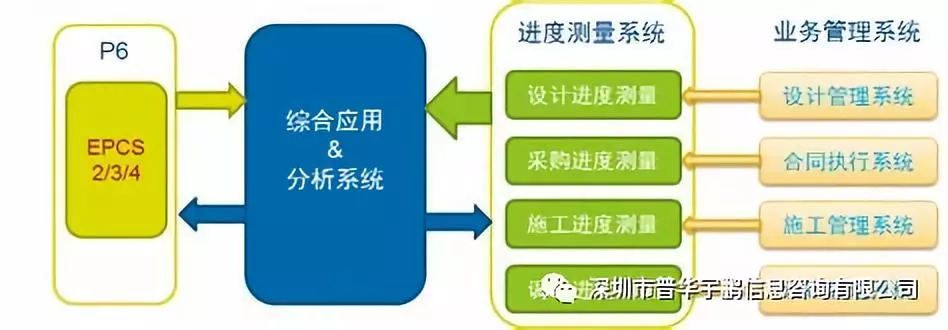 P6
EPCS
2/3/4
综合应用
&
分析系统
进度测量系统
设计进度测量
采购进度测量
施工进度测量
业务管理系统
设计管理系统
合同执行系统
施工管理系统
深圳市普华宇鹏信息咨询有限公司